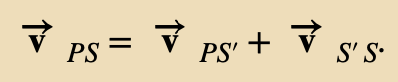 v⃗ PS = v⃗ PS′ + v⃗ S′S.